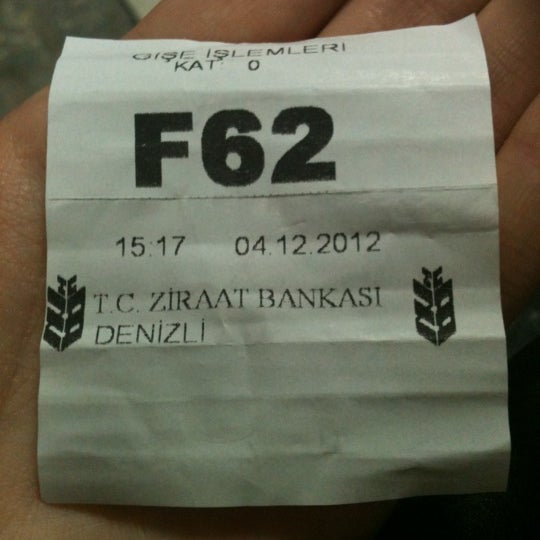 GİŞE İŞLEMLERİ
KAT: 0
F62
15:17 04.12.2012
T.C. ZİRAAT BANKASI
DENİZLİ